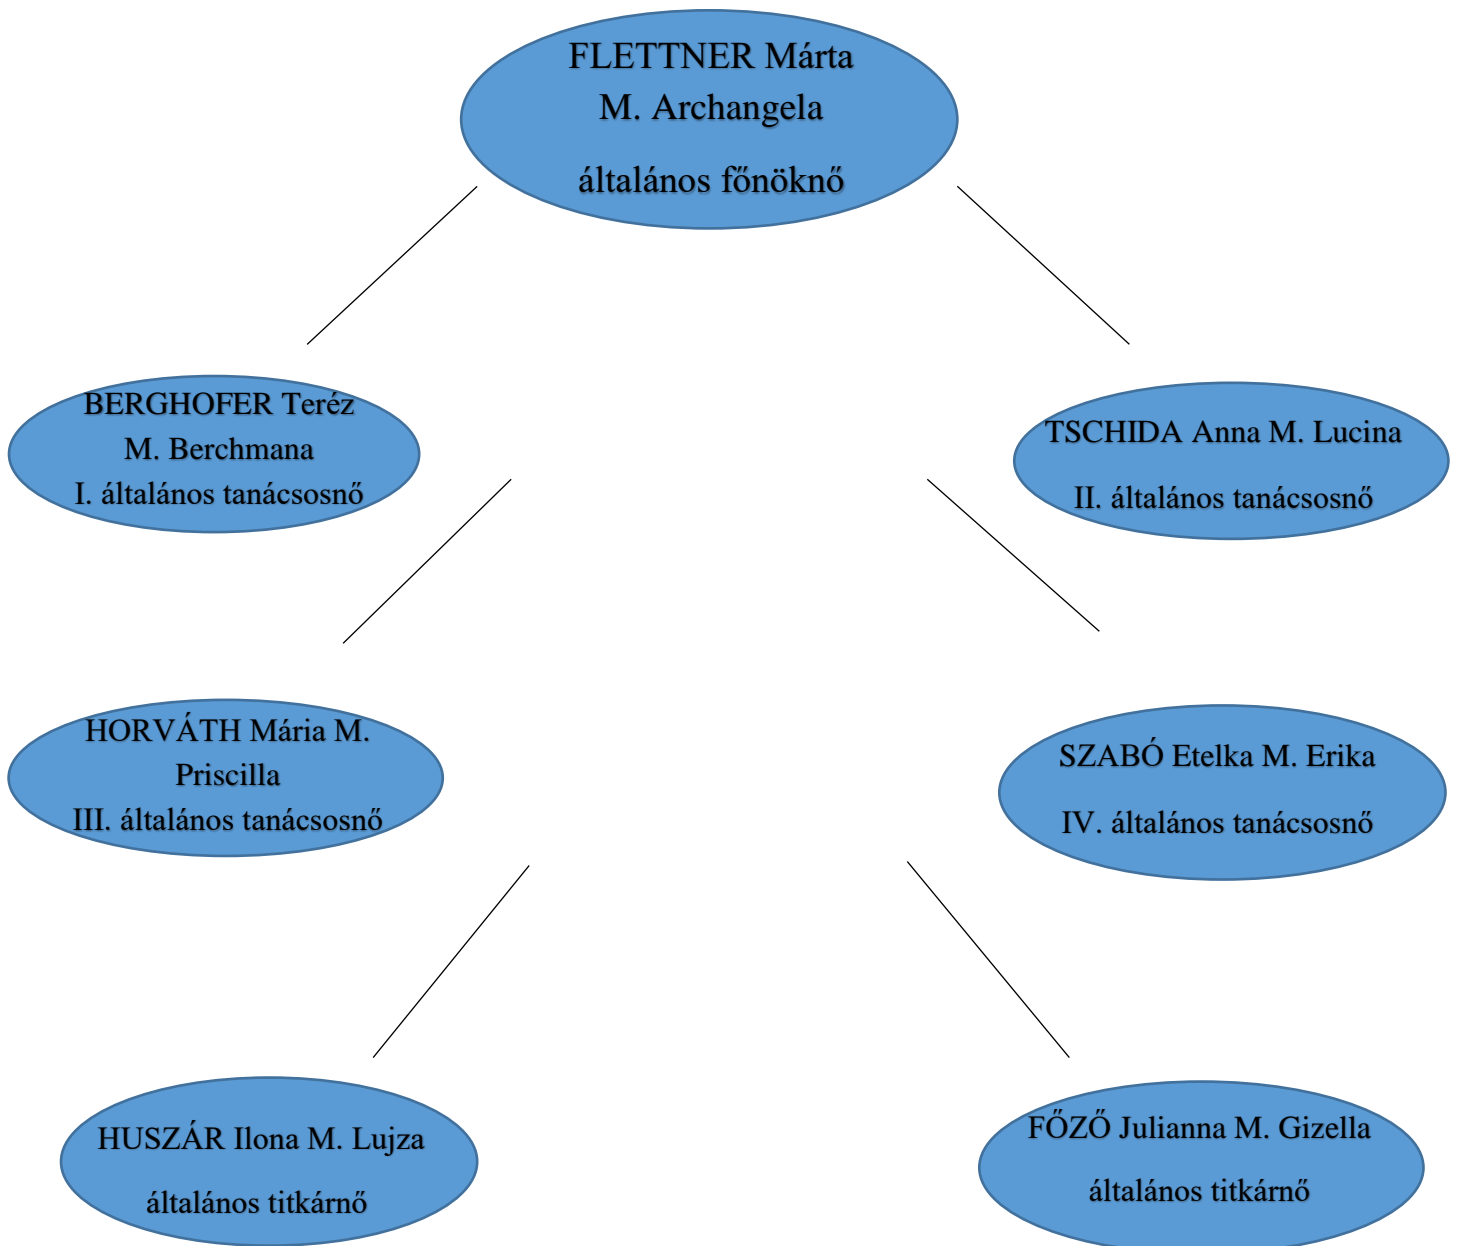 FLETTNER Márta
M. Archangela
általános főnöknő
BERGHOFER Teréz
M. Berchmana
I. általános tanácsosnő
TSCHIDA Anna M. Lucina
II. általános tanácsosnő
HORVÁTH Mária M.
Priscilla
III. általános tanácsosnő
SZABÓ Etelka M. Erika
IV. általános tanácsosnő
HUSZÁR Ilona M. Lujza
általános titkárnő
FŐZŐ Julianna M. Gizella
általános titkárnő